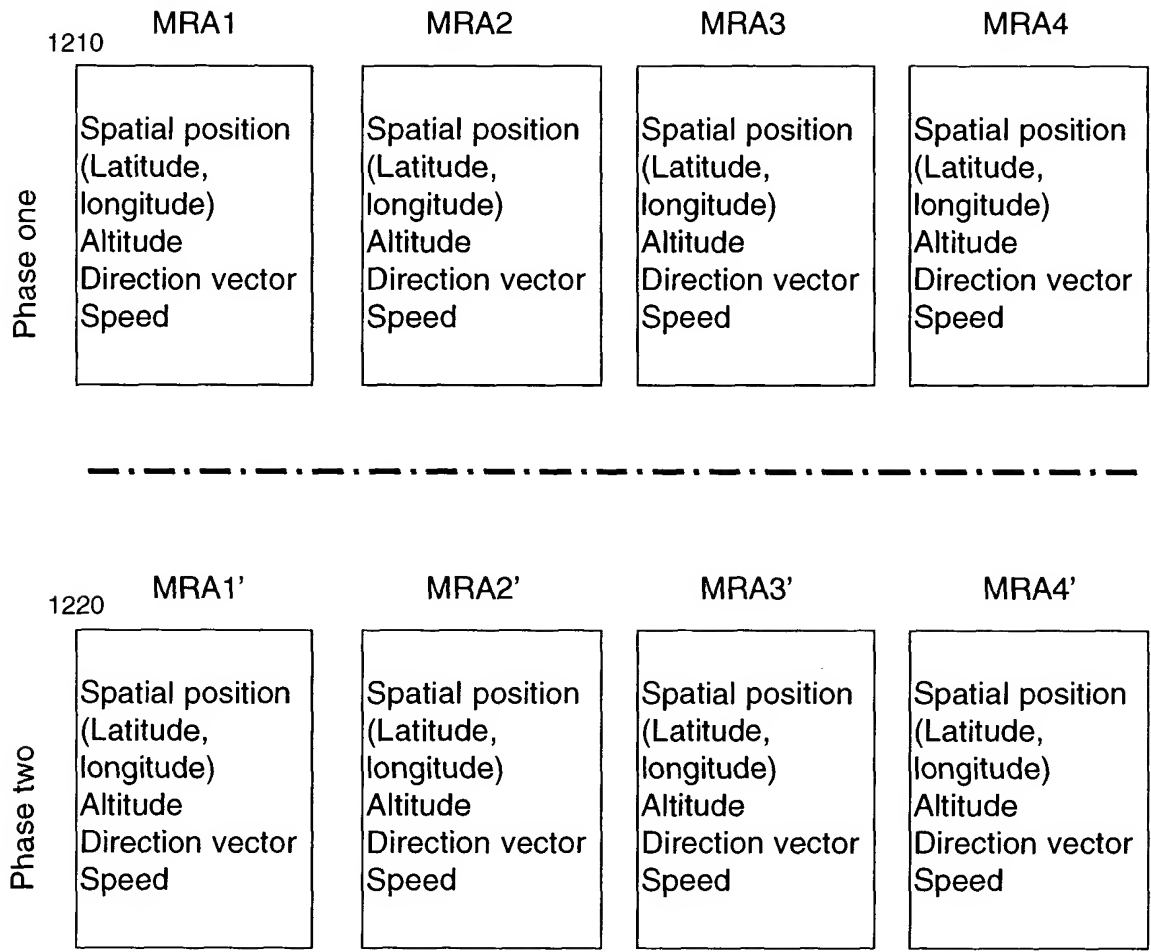 MRA1 MRA2 MRA3 MRA4
1210
Phase one
Spatial position
(Latitude,
longitude)
Altitude
Direction vector
Speed
Spatial position
(Latitude,
longitude)
Altitude
Direction vector
Speed
Spatial position
(Latitude,
longitude)
Altitude
Direction vector
Speed
Spatial position
(Latitude,
longitude)
Altitude
Direction vector
Speed
MRA1' MRA2' MRA3' MRA4'
1220
Phase two
Spatial position
(Latitude,
longitude)
Altitude
Direction vector
Speed
Spatial position
(Latitude,
longitude)
Altitude
Direction vector
Speed
Spatial position
(Latitude,
longitude)
Altitude
Direction vector
Speed
Spatial position
(Latitude,
longitude)
Altitude
Direction vector
Speed